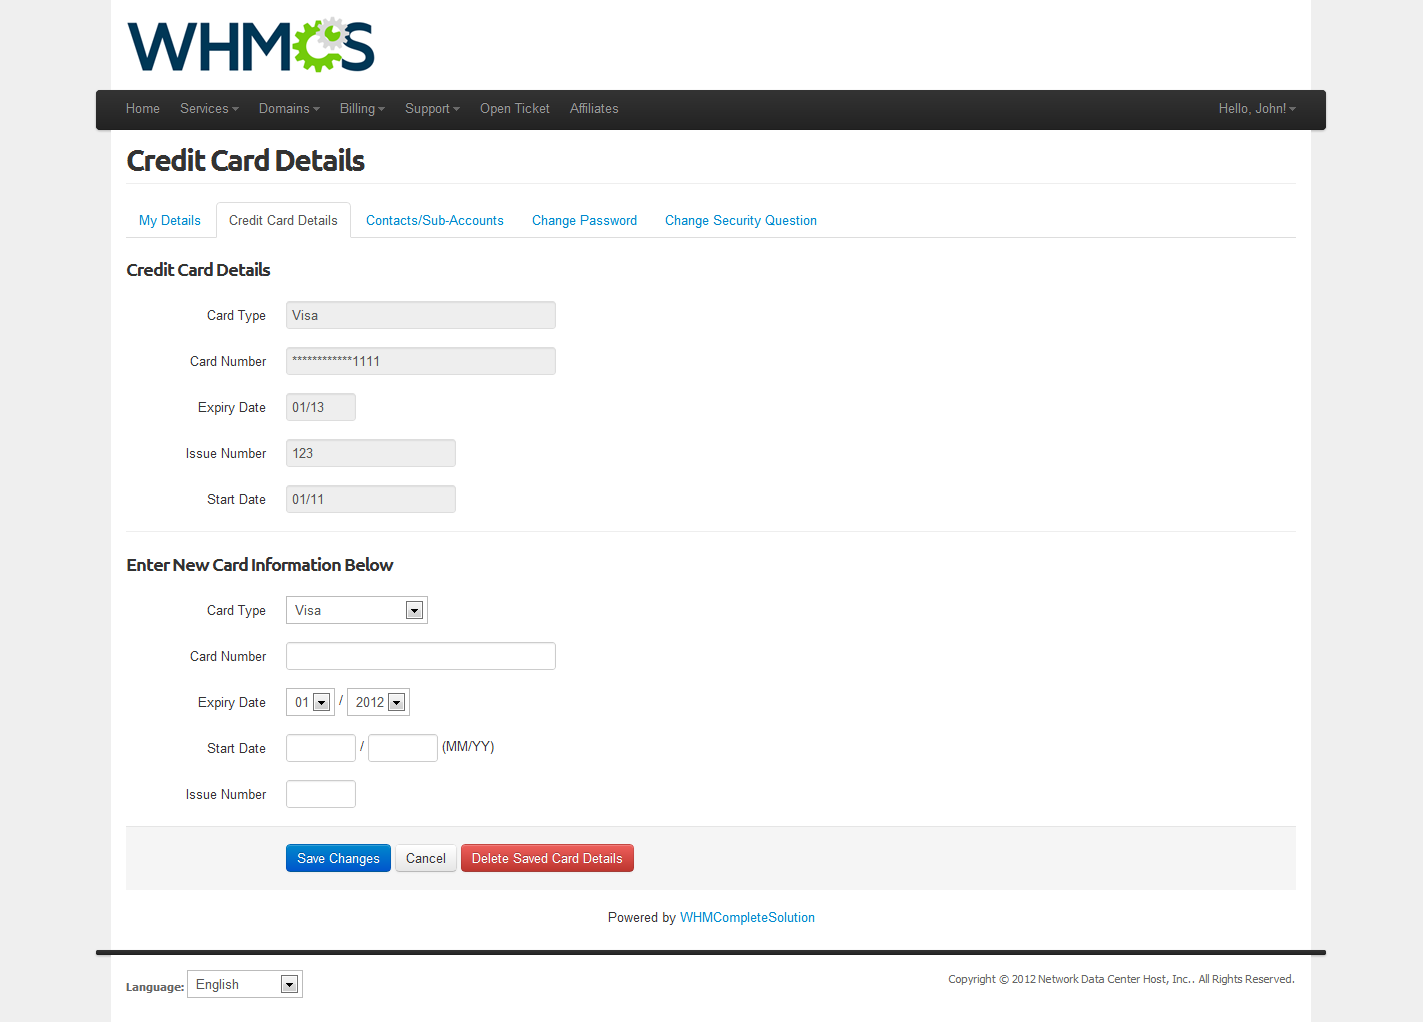 WHMCS
Home Services Domains Billing Support Open Ticket Affiliates Hello, John!
Credit Card Details
My Details Credit Card Details Contacts/Sub-Accounts Change Password Change Security Question
Credit Card Details
Card Type Visa
Card Number ************1111
Expiry Date 01/13
Issue Number 123
Start Date 01/11
Enter New Card Information Below
Card Type Visa
Card Number
Expiry Date 01 / 2012
Start Date / (MM/YY)
Issue Number
Save Changes Cancel Delete Saved Card Details
Powered by WHMCompleteSolution
Language: English Copyright © 2012 Network Data Center Host, Inc.. All Rights Reserved.